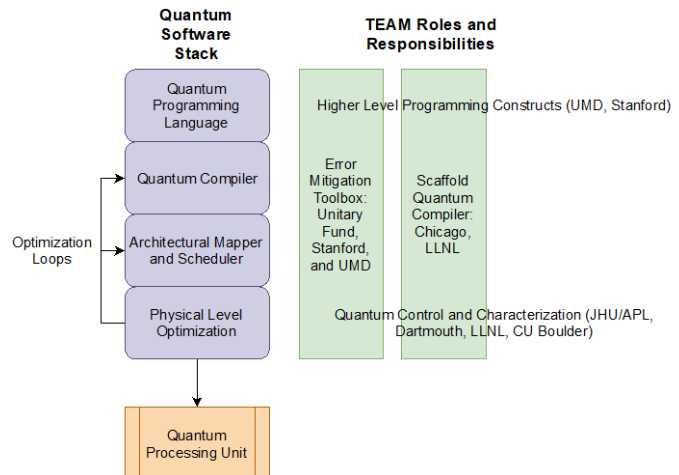 Quantum
Software
Stack
TEAM Roles and
Responsibilities
Quantum
Programming
Language
Higher Level Programming Constructs (UMD, Stanford)
Quantum Compiler
Error
Mitigation
Toolbox:
Unitary
Fund,
Stanford,
and UMD
Scaffold
Quantum
Compiler:
Chicago,
LLNL
Optimization
Loops
Architectural Mapper
and Scheduler
Physical Level
Optimization
Quantum Control and Characterization (JHU/APL,
Dartmouth, LLNL, CU Boulder)
Quantum
Processing Unit